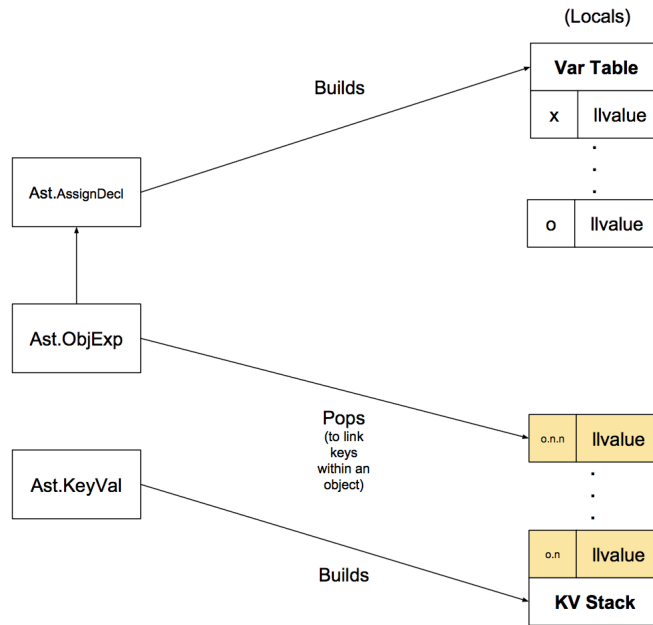 (Locals)
Var Table
Builds
x llvalue
Ast.AssignDecl
o llvalue
Ast.ObjExp
Pops
(to link
keys
within an
object)
o.n.n llvalue
Ast.KeyVal
o.n llvalue
Builds
KV Stack